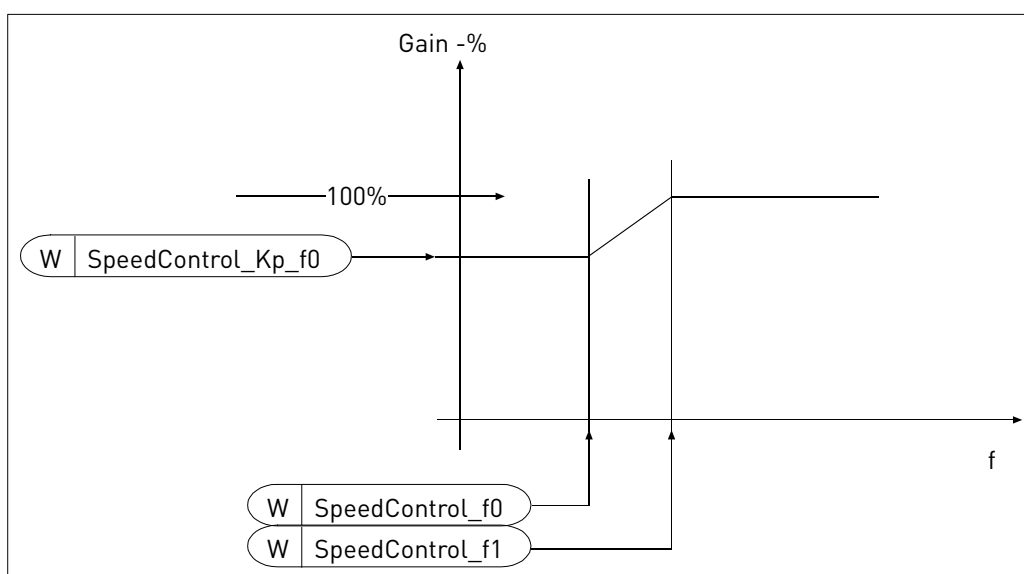 Gain -%
100%
W SpeedControl_Kp_f0
f
W SpeedControl_f0
W SpeedControl_f1